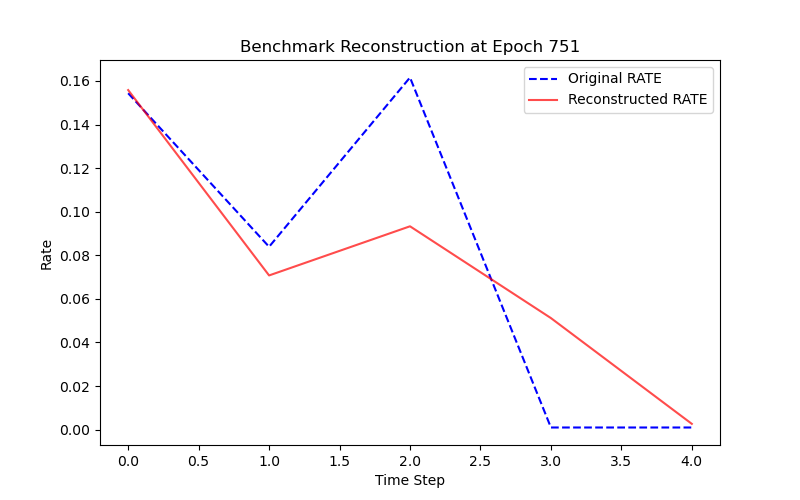 Benchmark Reconstruction at Epoch 751
Original RATE
Reconstructed RATE
Rate
0.16
0.14
0.12
0.10
0.08
0.06
0.04
0.02
0.00
0.0 0.5 1.0 1.5 2.0 2.5 3.0 3.5 4.0
Time Step